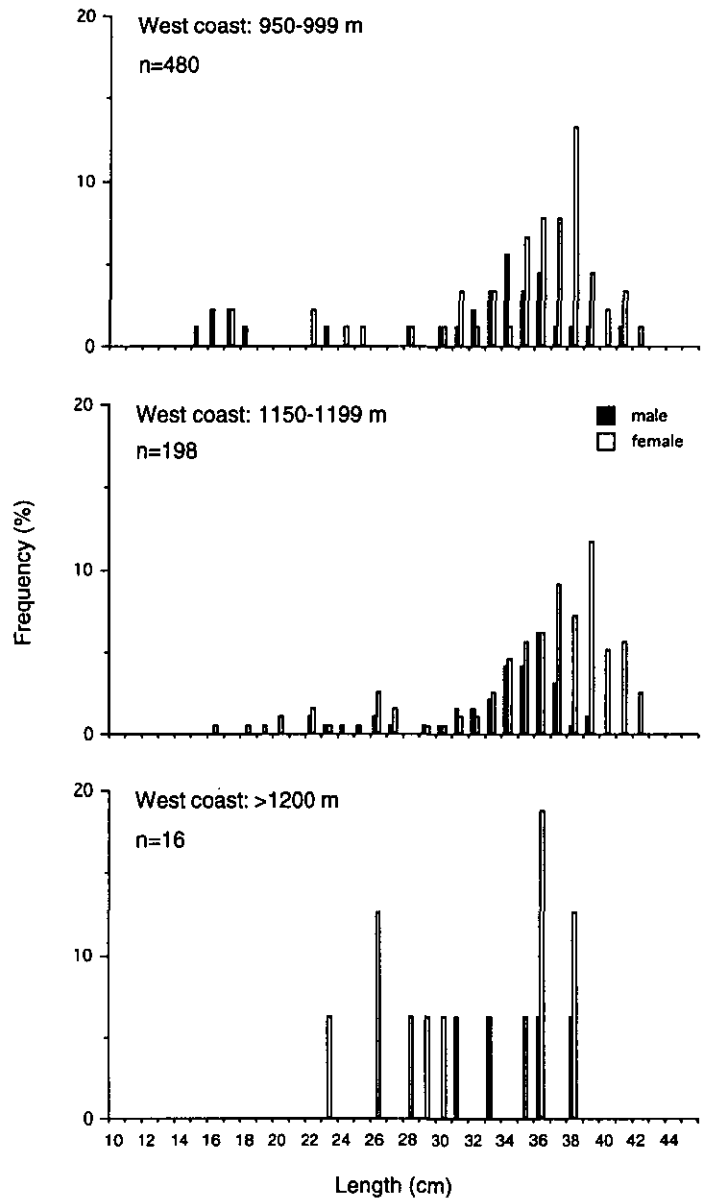 20
West coast: 950-999 m
n=480
10
0
20
West coast: 1150-1199 m
n=198
male
female
Frequency (%)
10
0
20
West coast: >1200 m
n=16
10
0
10 12 14 16 18 20 22 24 26 28 30 32 34 36 38 40 42 44
Length (cm)